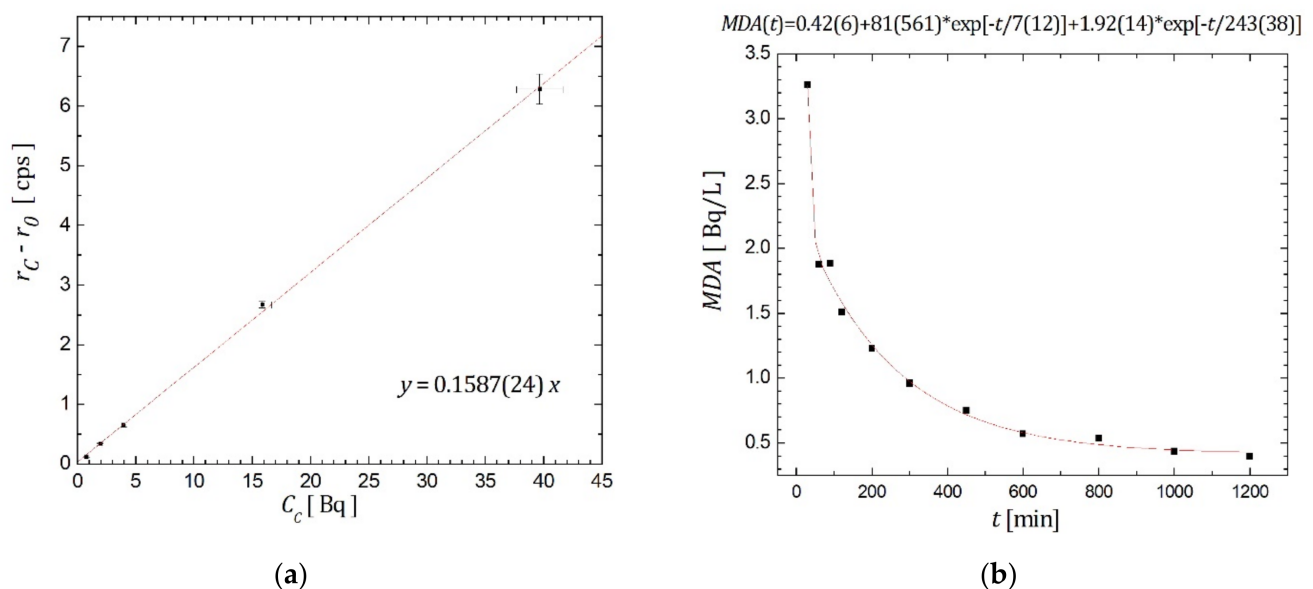 MDA(t)=0.42(6)+81(561)*exp[-t/7(12)]+1.92(14)*exp[-t/243(38)]
7
6
5
4
3
2
1
0
r_C - r_0 [ cps]
0 5 10 15 20 25 30 35 40 45
C_c [ Bq ]
y = 0.1587(24) x
(a)
3.5
3.0
2.5
2.0
1.5
1.0
0.5
MDA [ Bq/L ]
0 200 400 600 800 1000 1200
t [min]
(b)